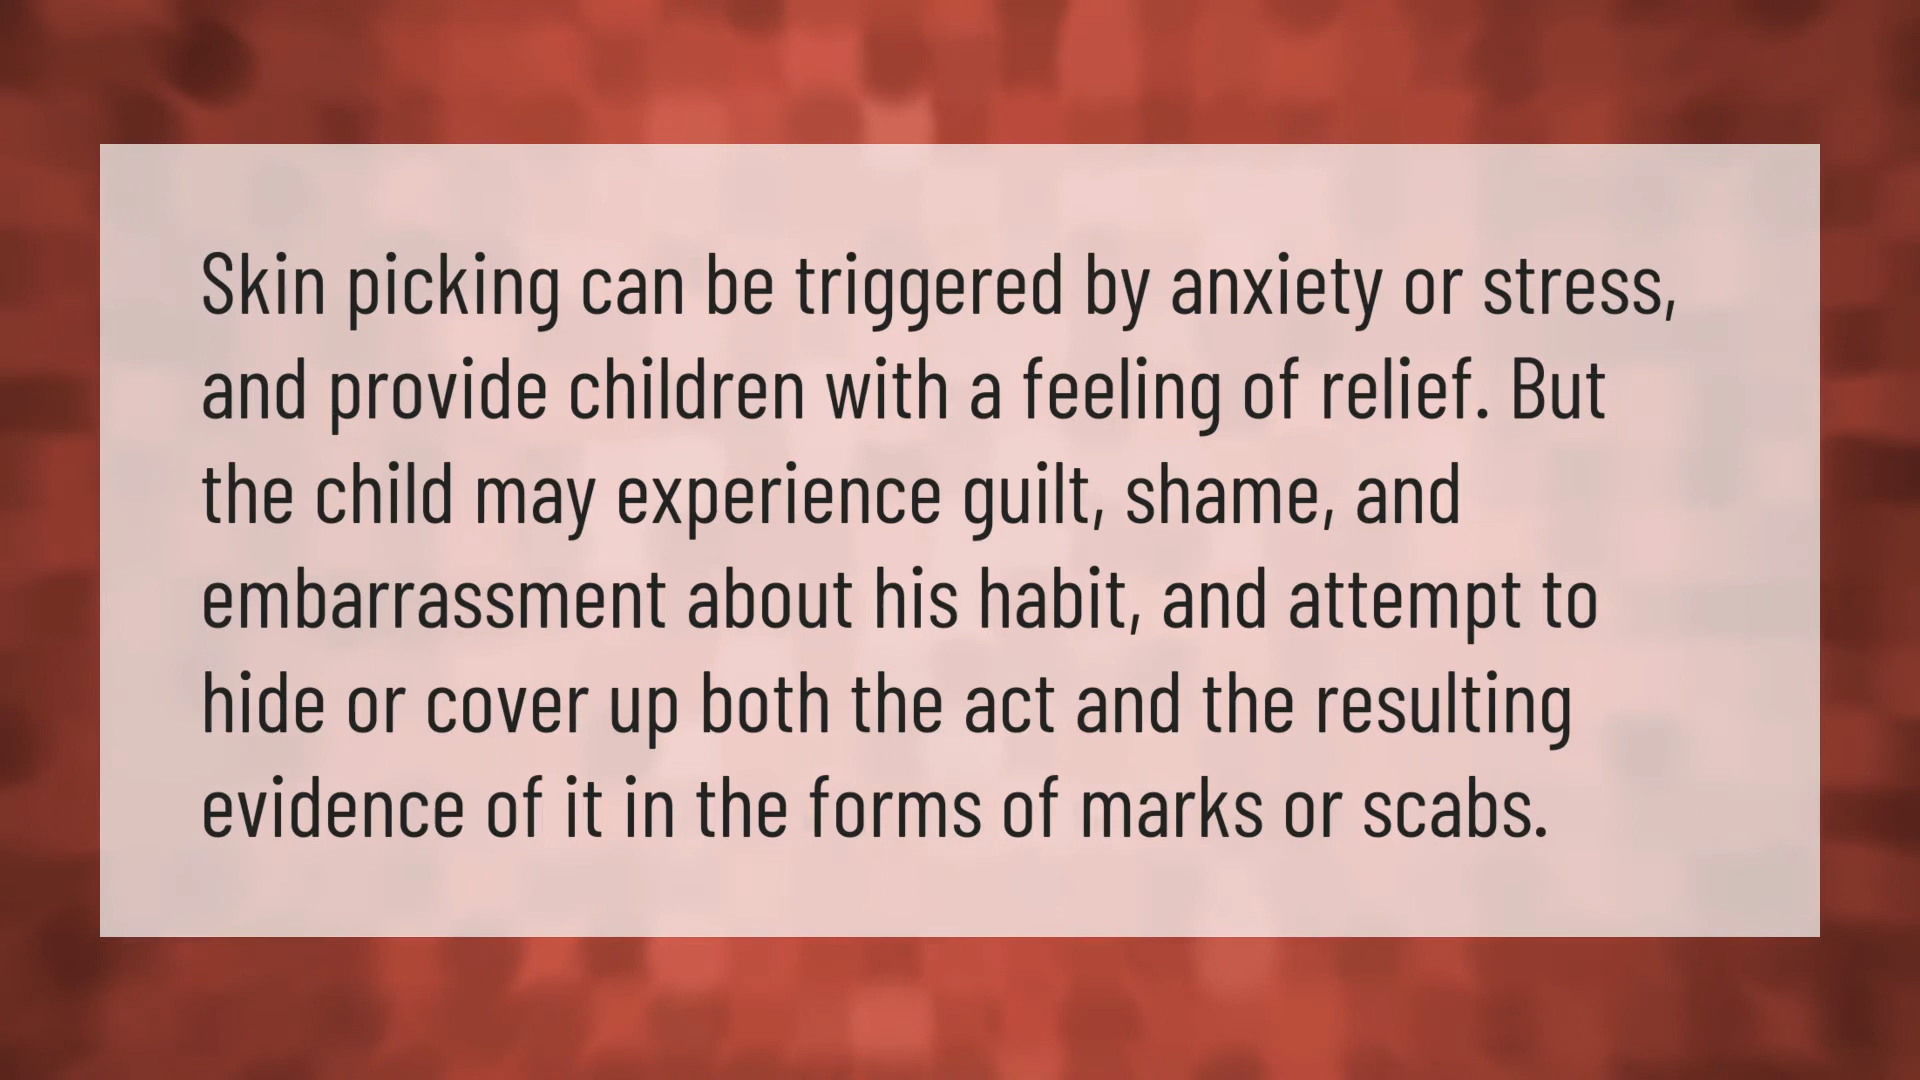 Skin picking can be triggered by anxiety or stress,
and provide children with a feeling of relief. But
the child may experience guilt, shame, and
embarrassment about his habit, and attempt to
hide or cover up both the act and the resulting
evidence of it in the forms of marks or scabs.